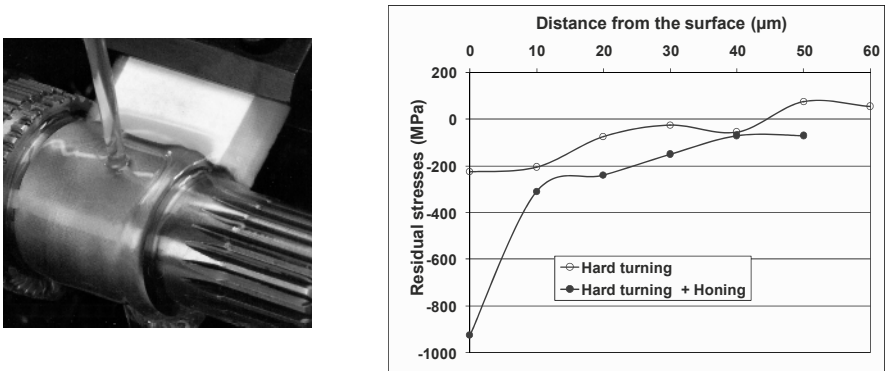 Distance from the surface (µm)
0 10 20 30 40 50 60
Residual stresses (MPa)
200
0
-200
-400
-600
-800
-1000
Hard turning
Hard turning + Honing